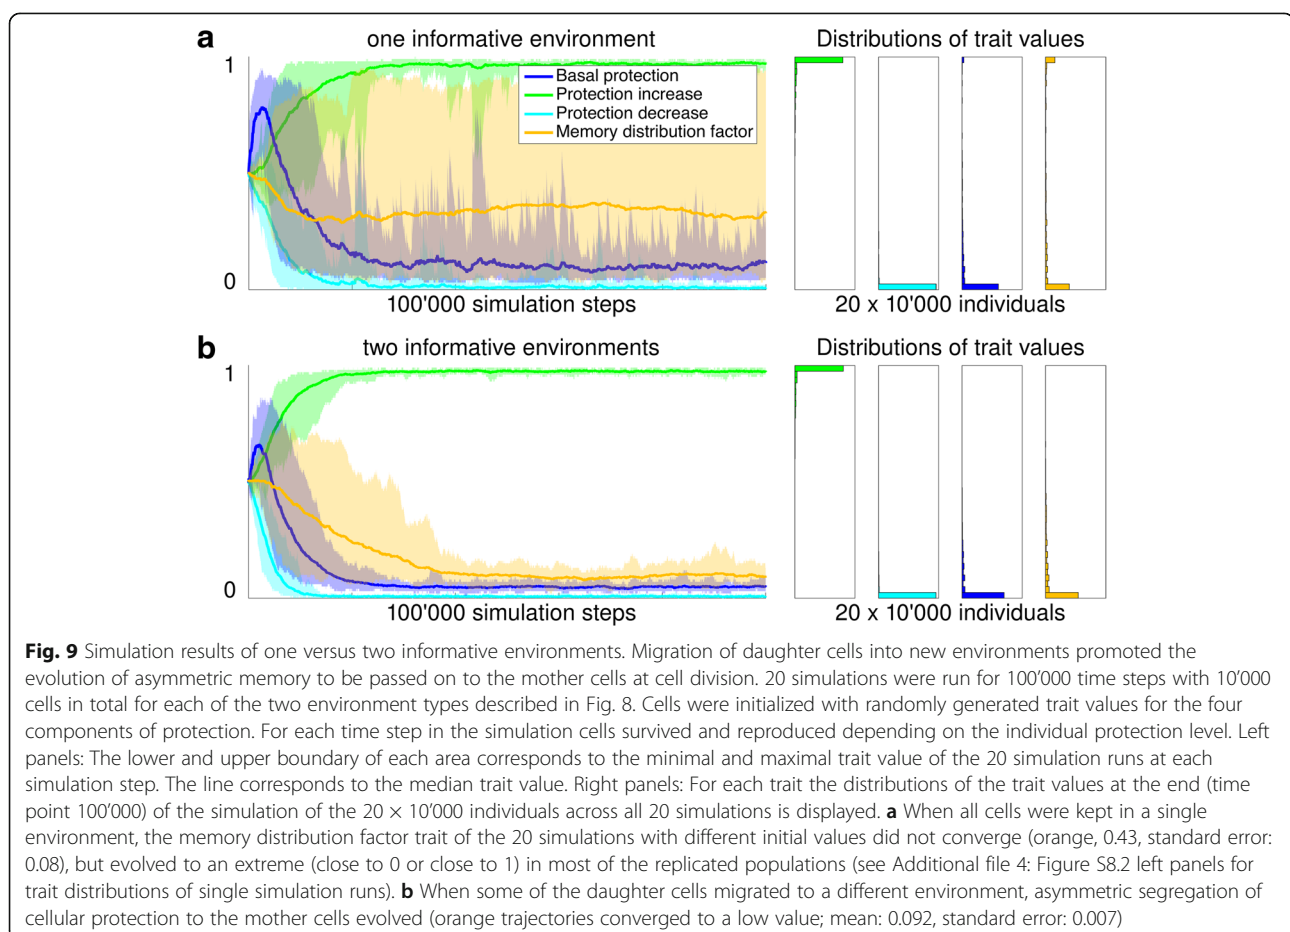 a
one informative environment
Distributions of trait values
1
Basal protection
Protection increase
Protection decrease
Memory distribution factor
0
100'000 simulation steps
20 x 10'000 individuals
b
two informative environments
Distributions of trait values
1
0
100'000 simulation steps
20 x 10'000 individuals
Fig. 9 Simulation results of one versus two informative environments. Migration of daughter cells into new environments promoted the
evolution of asymmetric memory to be passed on to the mother cells at cell division. 20 simulations were run for 100'000 time steps with 10'000
cells in total for each of the two environment types described in Fig. 8. Cells were initialized with randomly generated trait values for the four
components of protection. For each time step in the simulation cells survived and reproduced depending on the individual protection level. Left
panels: The lower and upper boundary of each area corresponds to the minimal and maximal trait value of the 20 simulation runs at each
simulation step. The line corresponds to the median trait value. Right panels: For each trait the distributions of the trait values at the end (time
point 100'000) of the simulation of the 20 × 10'000 individuals across all 20 simulations is displayed. a When all cells were kept in a single
environment, the memory distribution factor trait of the 20 simulations with different initial values did not converge (orange, 0.43, standard error:
0.08), but evolved to an extreme (close to 0 or close to 1) in most of the replicated populations (see Additional file 4: Figure S8.2 left panels for
trait distributions of single simulation runs). b When some of the daughter cells migrated to a different environment, asymmetric segregation of
cellular protection to the mother cells evolved (orange trajectories converged to a low value; mean: 0.092, standard error: 0.007)